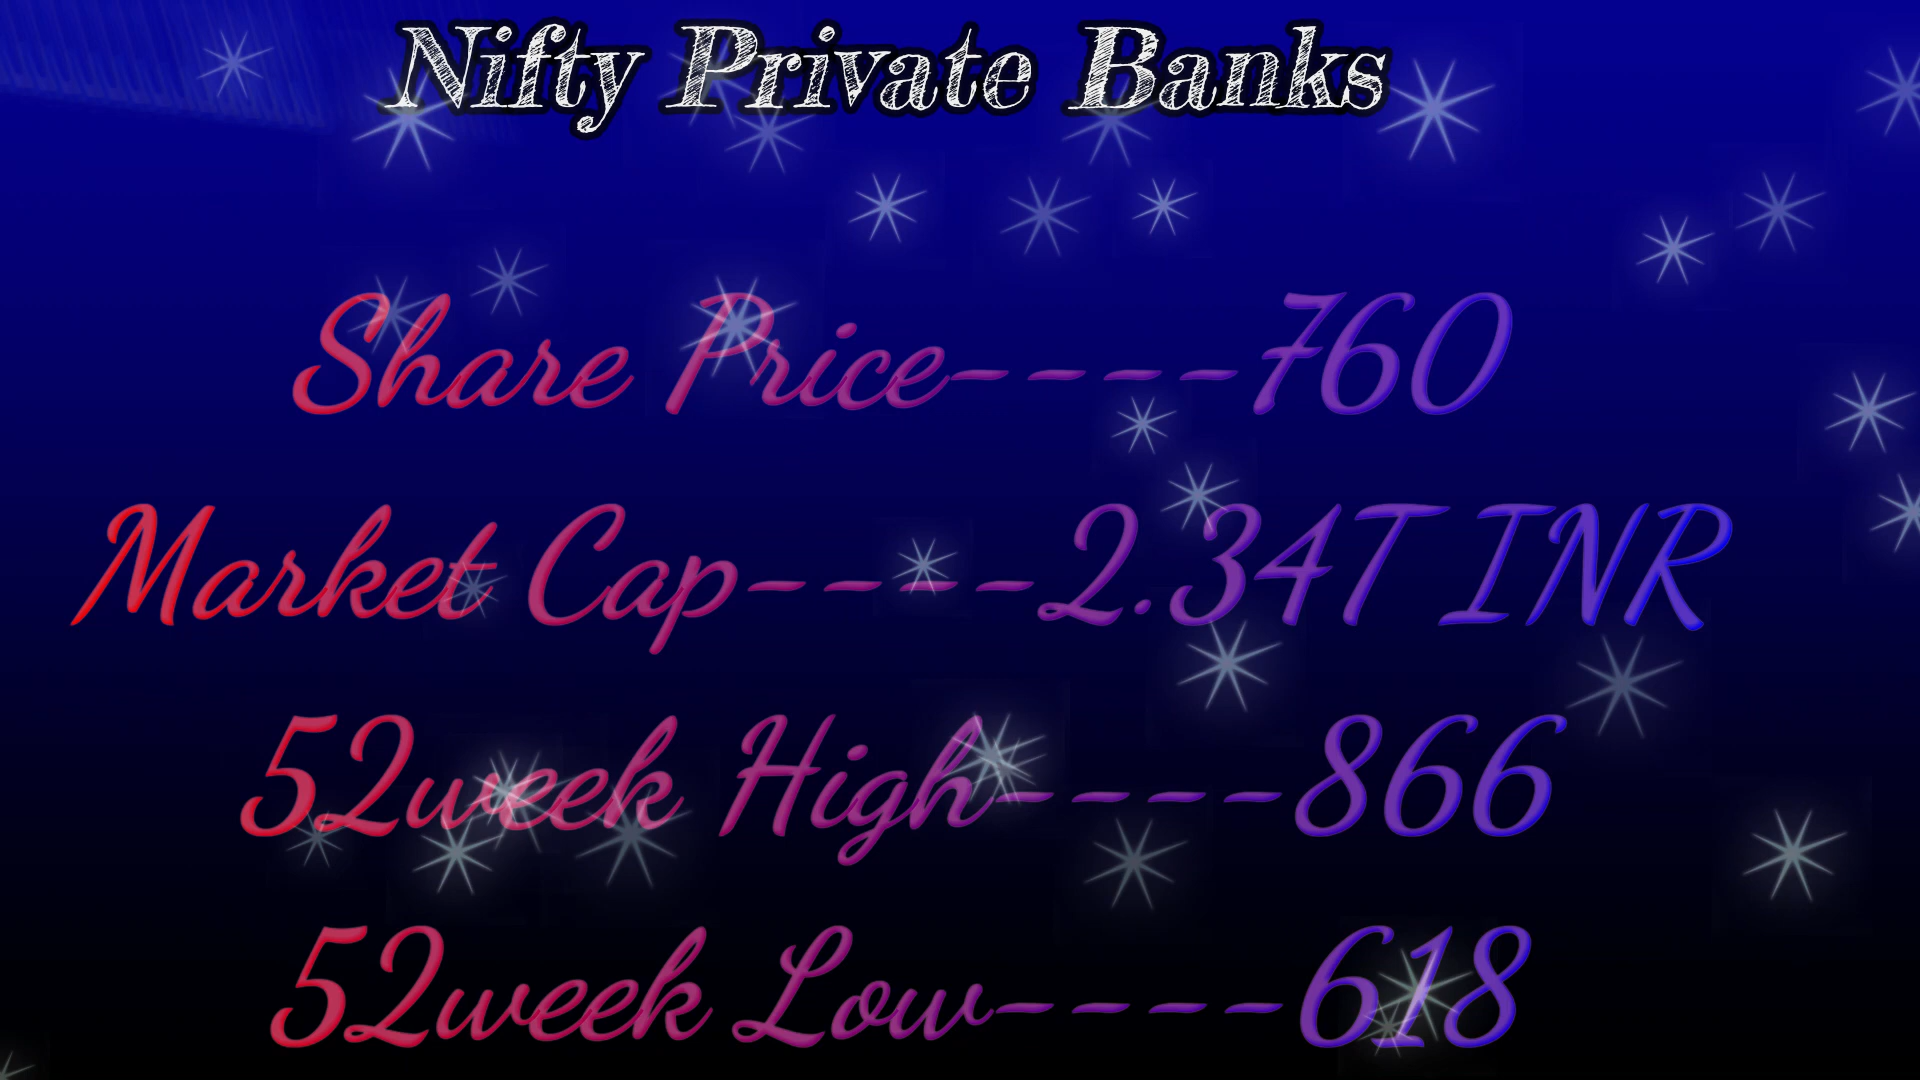 Nifty Private Banks
Share Price----760
Market Cap----2.34T INR
52week High----866
52week Low----618